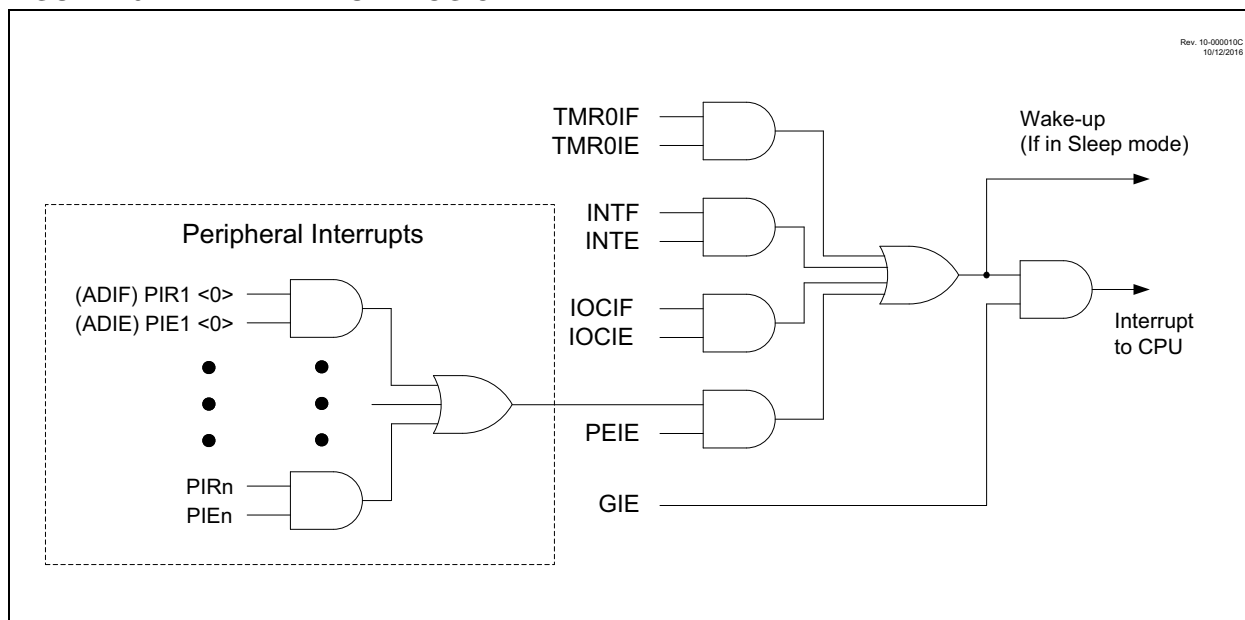 Rev. 10-000010C
10/12/2016
TMR0IF
TMR0IE
Wake-up
(If in Sleep mode)
INTF
INTE
Peripheral Interrupts
(ADIF) PIR1 <0>
(ADIE) PIE1 <0>
IOCIF
IOCIE
Interrupt
to CPU
PEIE
PIRn
PIEn
GIE